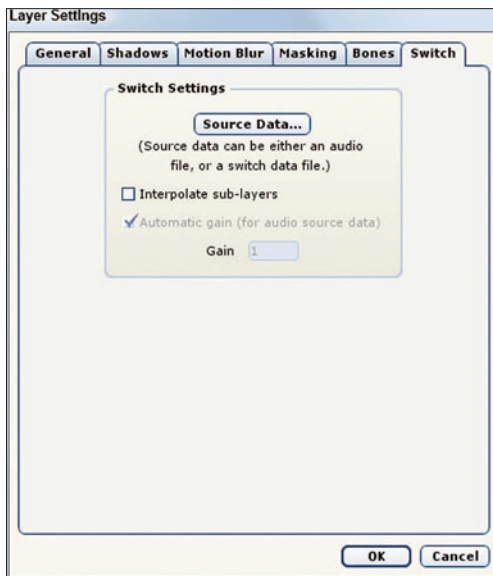 Layer Settings
General Shadows Motion Blur Masking Bones Switch
Switch Settings
Source Data...
(Source data can be either an audio
file, or a switch data file.)
Interpolate sub-layers
Automatic gain (for audio source data)
Gain 1
OK Cancel